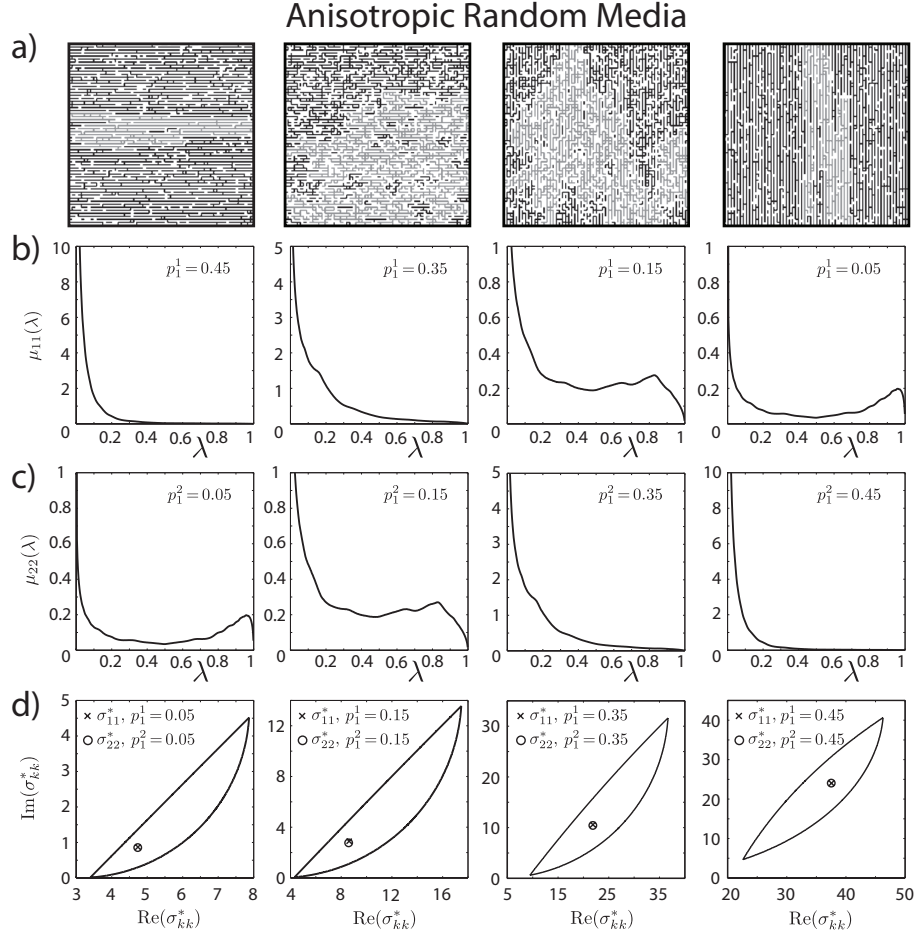 Anisotropic Random Media
a)
b)
μ₁₁(λ)
10 8 6 4 2 0
p₁¹ = 0.45
0.2 0.4 0.6 0.8 1
λ
5 4 3 2 1 0
p₁¹ = 0.35
0.2 0.4 0.6 0.8 1
λ
1 0.8 0.6 0.4 0.2 0
p₁¹ = 0.15
0.2 0.4 0.6 0.8 1
λ
1 0.8 0.6 0.4 0.2 0
p₁¹ = 0.05
0.2 0.4 0.6 0.8 1
λ
c)
μ₂₂(λ)
1 0.8 0.6 0.4 0.2 0
p₁² = 0.05
0.2 0.4 0.6 0.8 1
λ
1 0.8 0.6 0.4 0.2 0
p₁² = 0.15
0.2 0.4 0.6 0.8 1
λ
5 4 3 2 1 0
p₁² = 0.35
0.2 0.4 0.6 0.8 1
λ
10 8 6 4 2 0
p₁² = 0.45
0.2 0.4 0.6 0.8 1
λ
d)
Im(σ*ₖₖ)
5 4 3 2 1 0
× σ*₁₁, p₁¹ = 0.05
○ σ*₂₂, p₁² = 0.05
3 4 5 6 7 8
Re(σ*ₖₖ)
12 9 6 3 0
× σ*₁₁, p₁¹ = 0.15
○ σ*₂₂, p₁² = 0.15
4 8 12 16
Re(σ*ₖₖ)
30 20 10 0
× σ*₁₁, p₁¹ = 0.35
○ σ*₂₂, p₁² = 0.35
5 15 25 35
Re(σ*ₖₖ)
40 30 20 10 0
× σ*₁₁, p₁¹ = 0.45
○ σ*₂₂, p₁² = 0.45
20 30 40 50
Re(σ*ₖₖ)